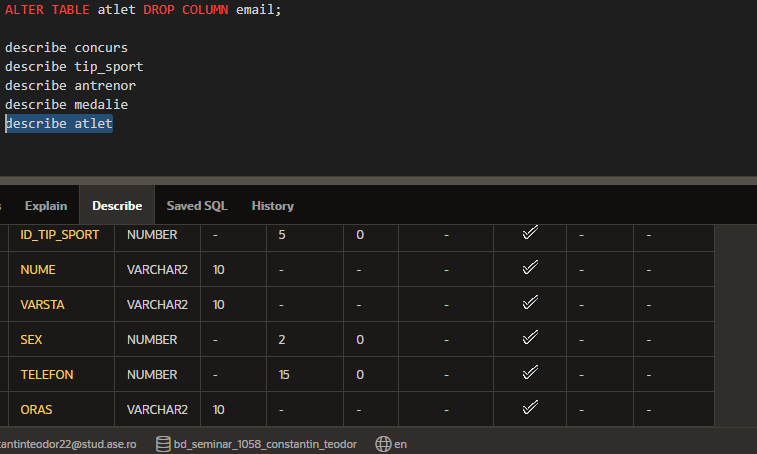 ALTER TABLE atlet DROP COLUMN email;
describe concurs
describe tip_sport
describe antrenor
describe medalie
describe atlet
Explain Describe Saved SQL History
ID_TIP_SPORT NUMBER - 5 0 - - -
NUME VARCHAR2 10 - - - - -
VARSTA VARCHAR2 10 - - - - -
SEX NUMBER - 2 0 - - -
TELEFON NUMBER - 15 0 - - -
ORAS VARCHAR2 10 - - - - -
tantinteodor22@stud.ase.ro bd_seminar_1058_constantin_teodor en